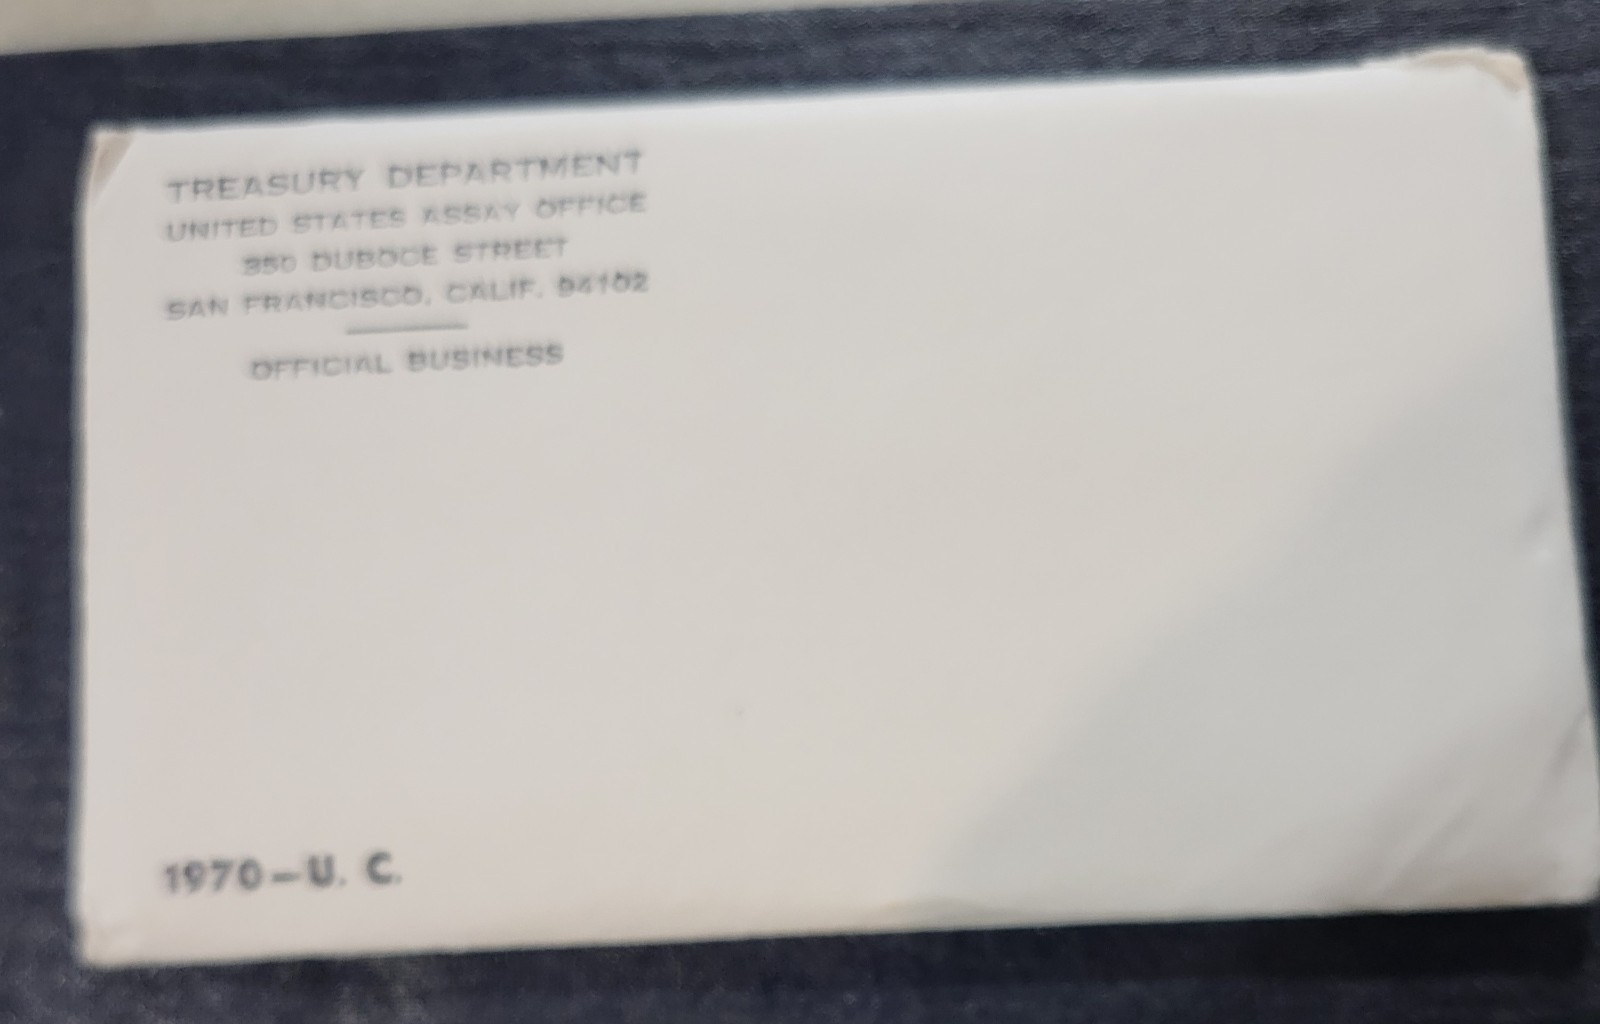 TREASURY DEPARTMENT
UNITED STATES ASSAY OFFICE
350 DUBOCE STREET
SAN FRANCISCO, CALIF. 94102
OFFICIAL BUSINESS
1970-U. C.